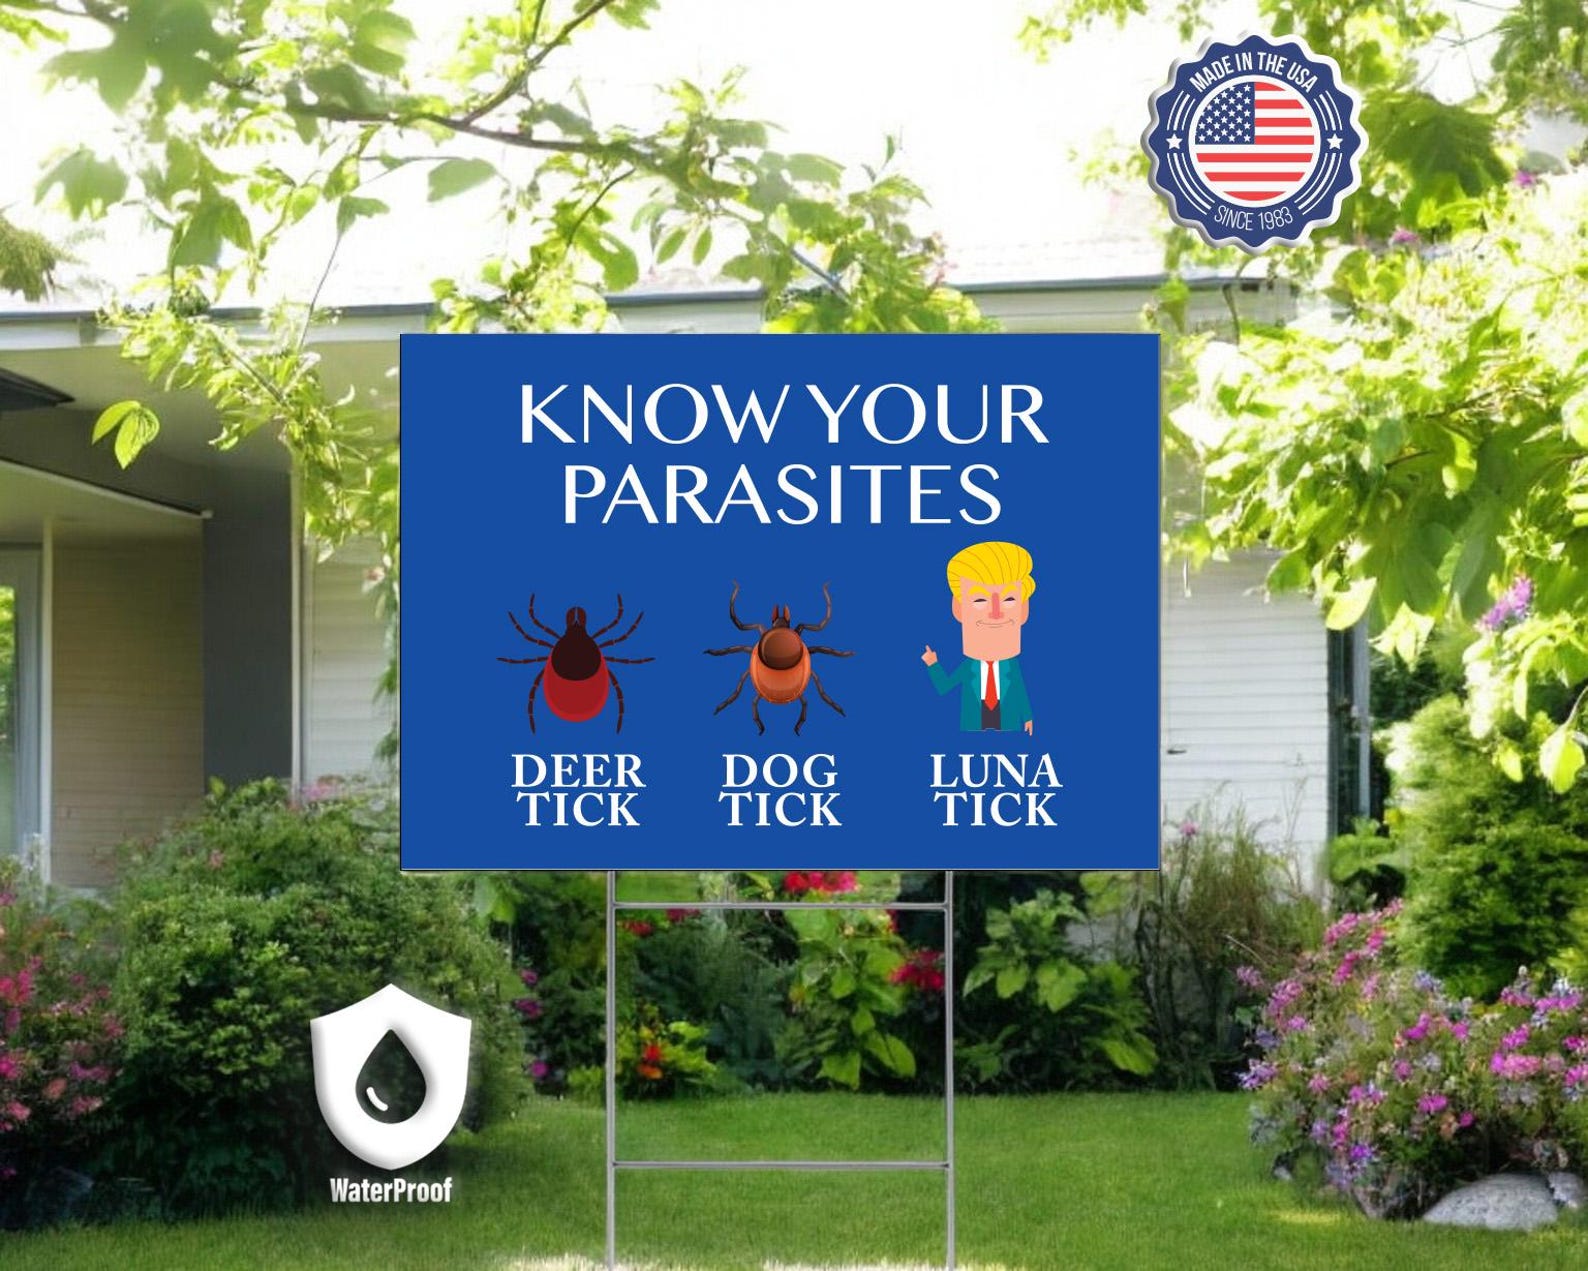 MADE IN THE USA
SINCE 1983
KNOW YOUR
PARASITES
DEER
TICK
DOG
TICK
LUNA
TICK
WaterProof